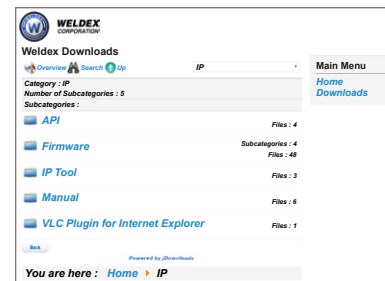 WELDEX
CORPORATION
Weldex Downloads
Overview Search Up IP
Category : IP
Number of Subcategories : 5
Subcategories :
API Files : 4
Firmware Subcategories : 4
Files : 48
IP Tool Files : 3
Manual Files : 6
VLC Plugin for Internet Explorer Files : 1
Back
Powered by jDownloads
You are here : Home IP
Main Menu
Home
Downloads